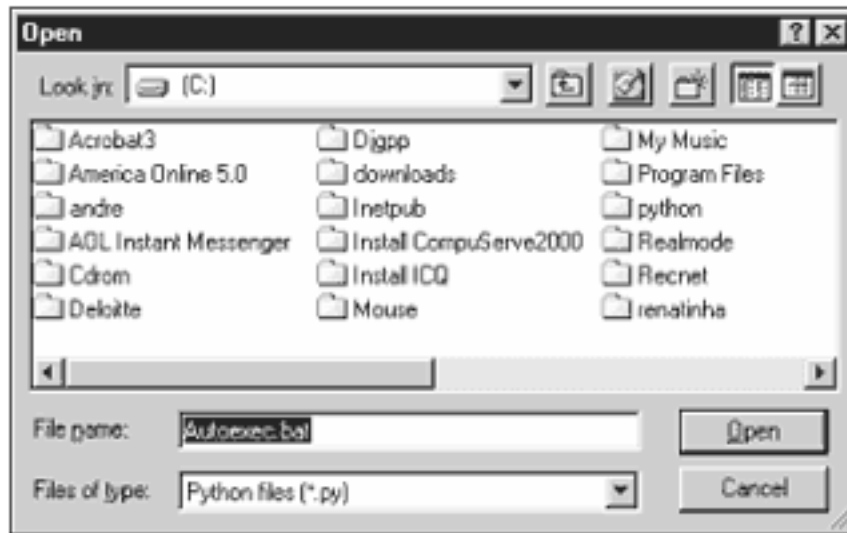 Open
Look in: (C:)
Acrobat3
America Online 5.0
andre
AOL Instant Messenger
Cdrom
Deloitte
Djgpp
downloads
Inetpub
Install CompuServe2000
Install ICQ
Mouse
My Music
Program Files
python
Realmode
Recnet
renatinha
File name: Autoexec.bat
Open
Files of type: Python files (*.py)
Cancel